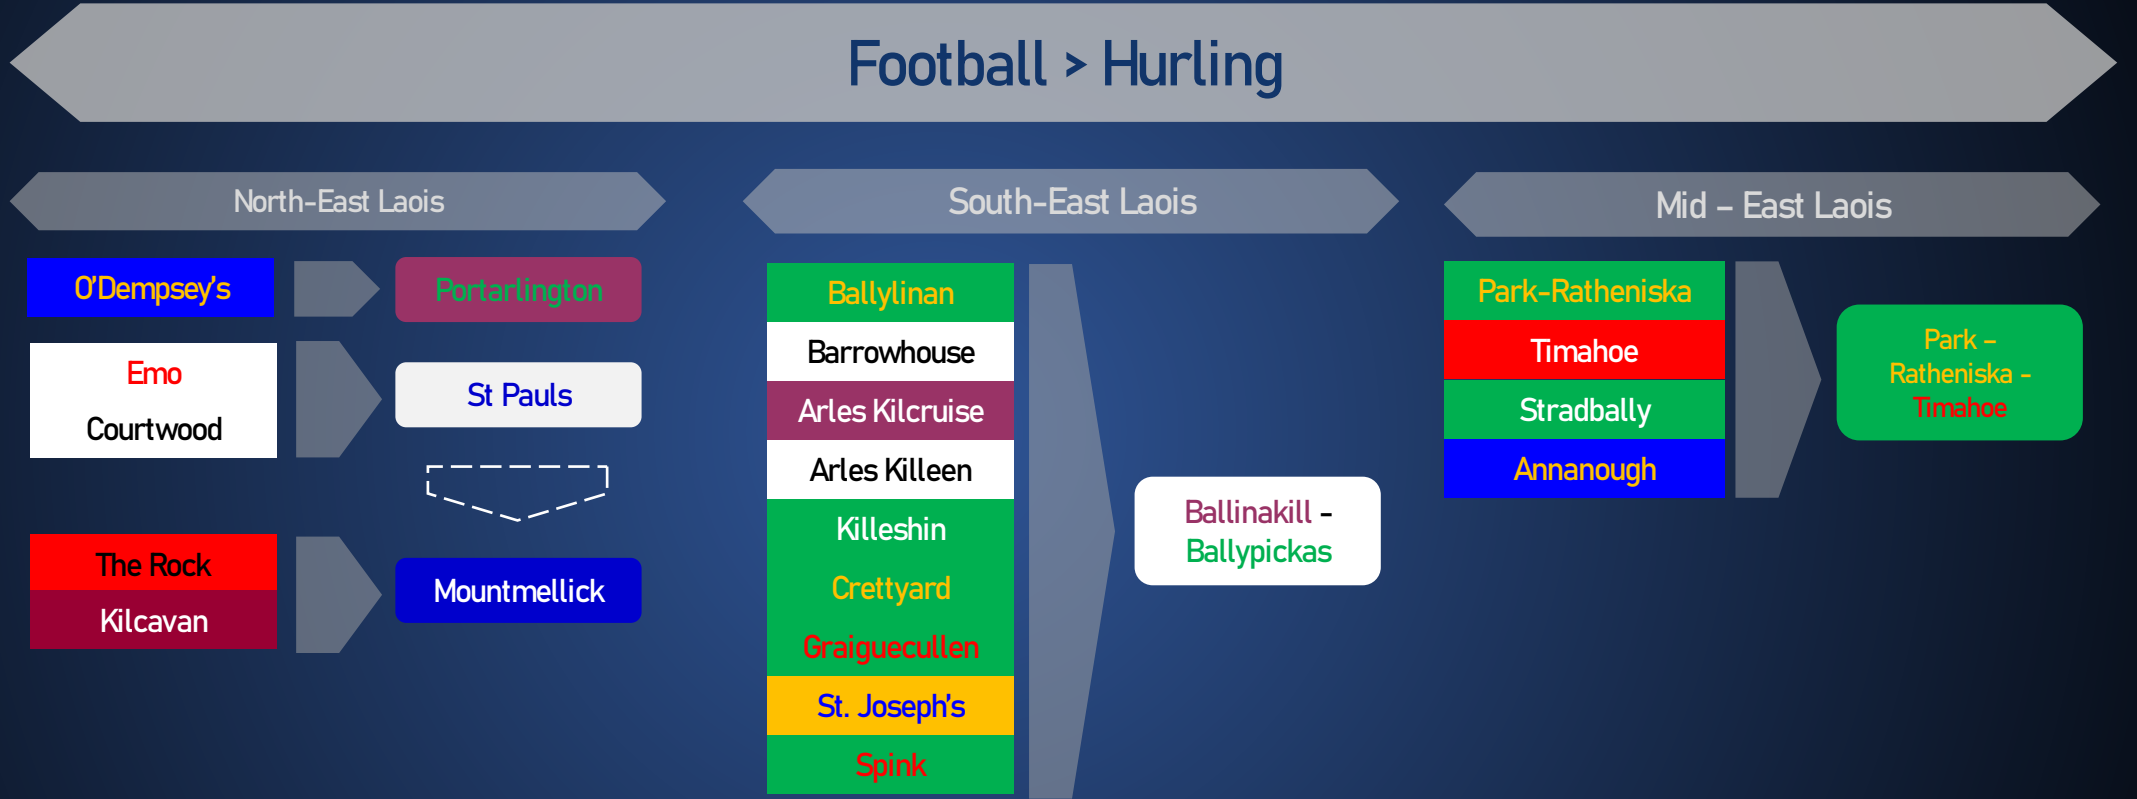 Football > Hurling
North-East Laois
O'Dempsey's
Portarlington
Emo
Courtwood
St Pauls
The Rock
Kilcavan
Mountmellick
South-East Laois
Ballylinan
Barrowhouse
Arles Kilcruise
Arles Killeen
Killeshin
Crettyard
Graiguecullen
St. Joseph's
Spink
Ballinakill -
Ballypickas
Mid – East Laois
Park-Ratheniska
Timahoe
Stradbally
Annanough
Park –
Ratheniska -
Timahoe